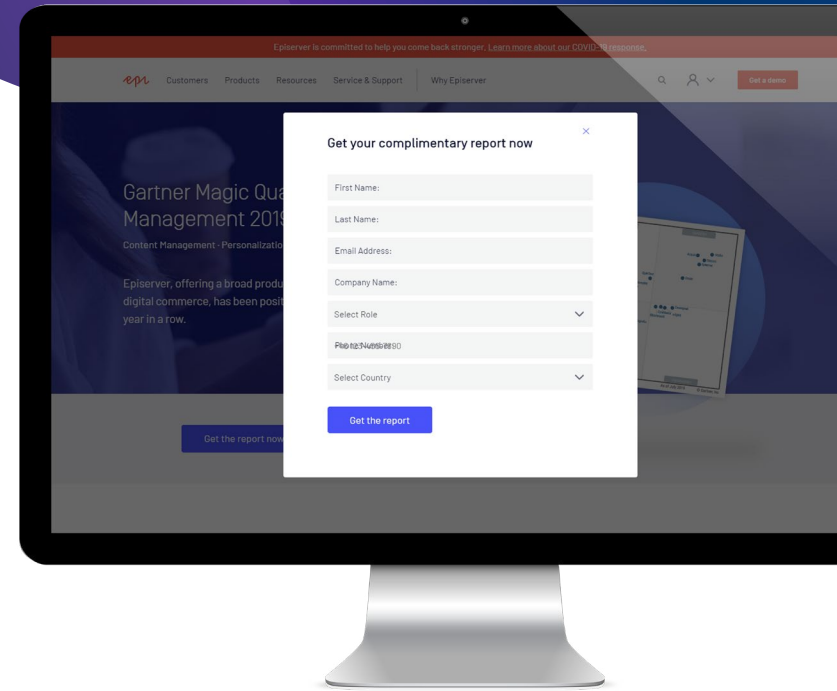 Episerver is committed to help you come back stronger. Learn more about our COVID-19 response.
epi Customers Products Resources Service & Support Why Episerver Get a demo
Get your complimentary report now
First Name:
Last Name:
Email Address:
Company Name:
Select Role
Select Country
Get the report
Gartner Magic Qua
Management 2019
Content Management · Personalizatio
Episerver, offering a broad produ
digital commerce, has been posit
year in a row.
Get the report now